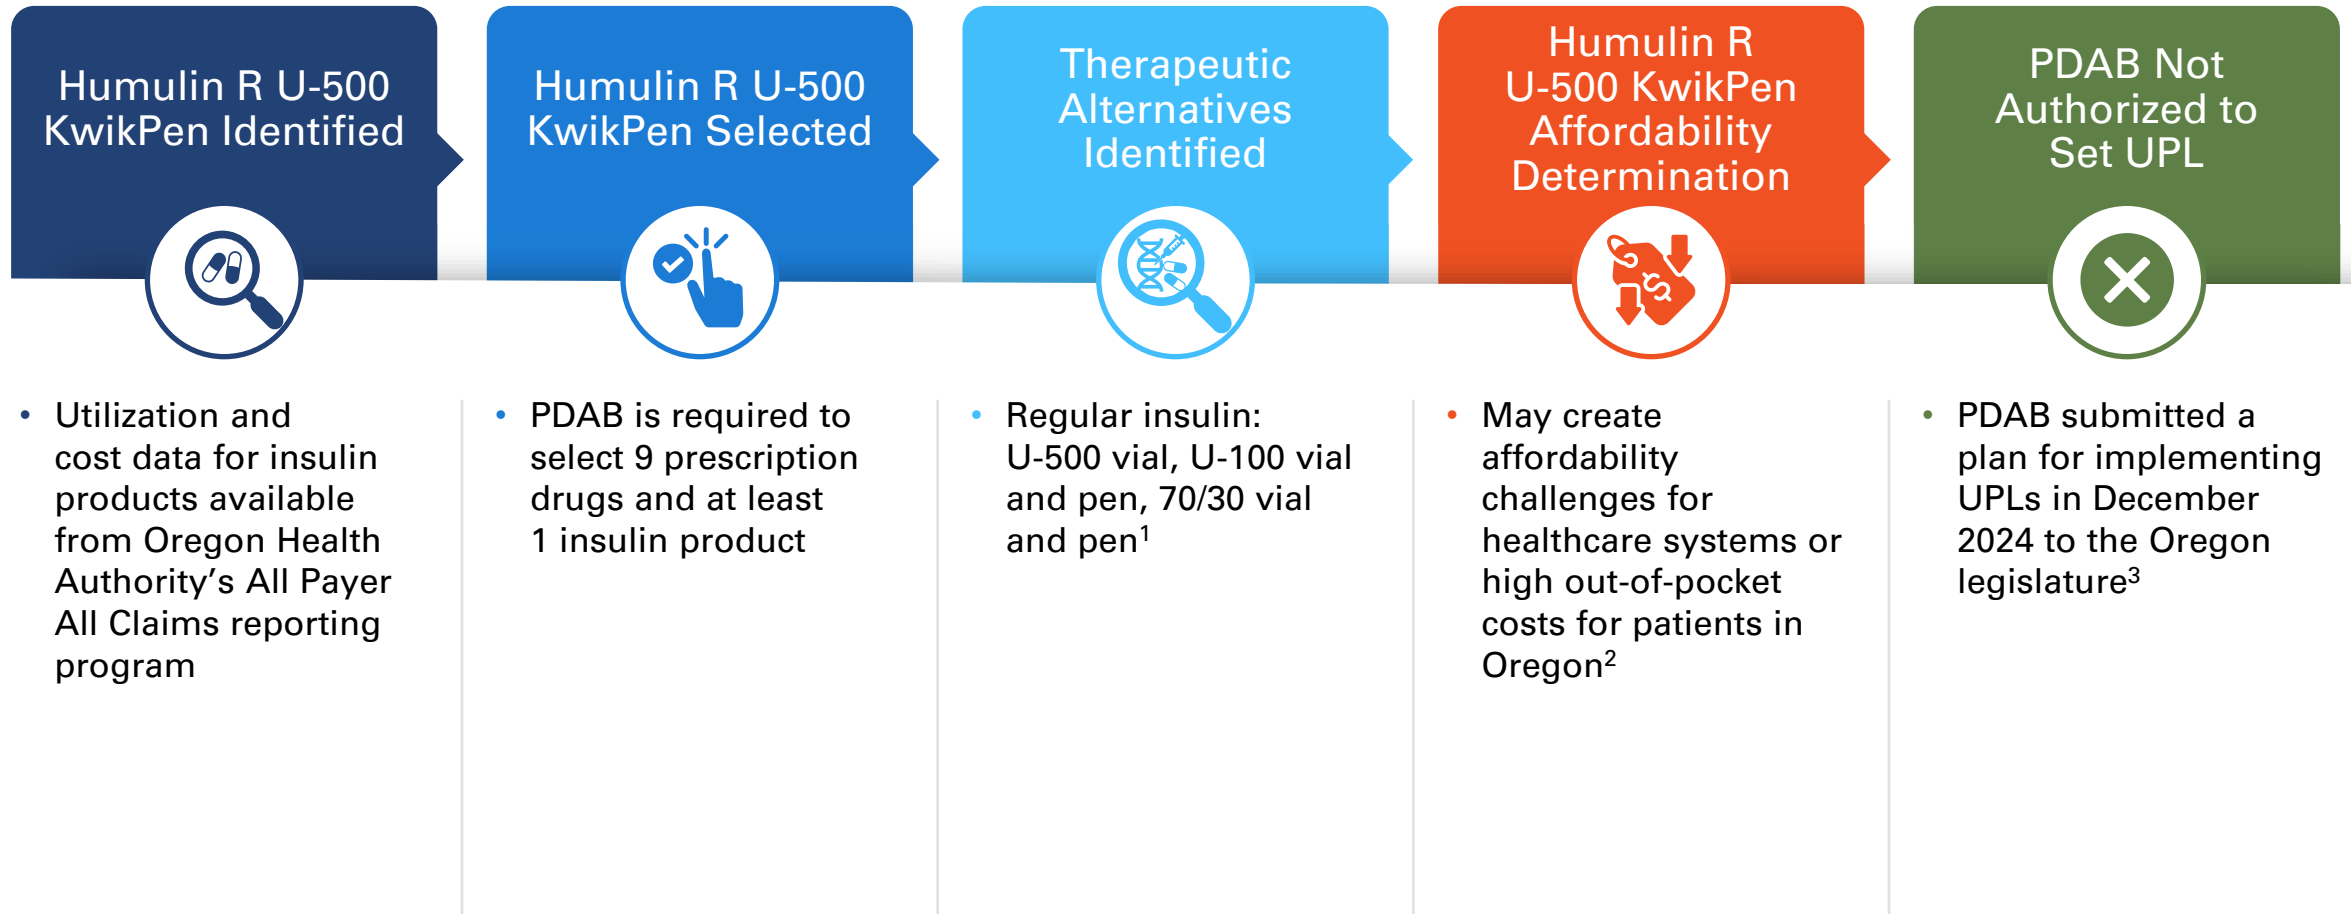 Humulin R U-500
KwikPen Identified
Humulin R U-500
KwikPen Selected
Therapeutic
Alternatives
Identified
Humulin R
U-500 KwikPen
Affordability
Determination
PDAB Not
Authorized to
Set UPL
• Utilization and
cost data for insulin
products available
from Oregon Health
Authority’s All Payer
All Claims reporting
program
• PDAB is required to
select 9 prescription
drugs and at least
1 insulin product
• Regular insulin:
U-500 vial, U-100 vial
and pen, 70/30 vial
and pen¹
• May create
affordability
challenges for
healthcare systems or
high out-of-pocket
costs for patients in
Oregon²
• PDAB submitted a
plan for implementing
UPLs in December
2024 to the Oregon
legislature³